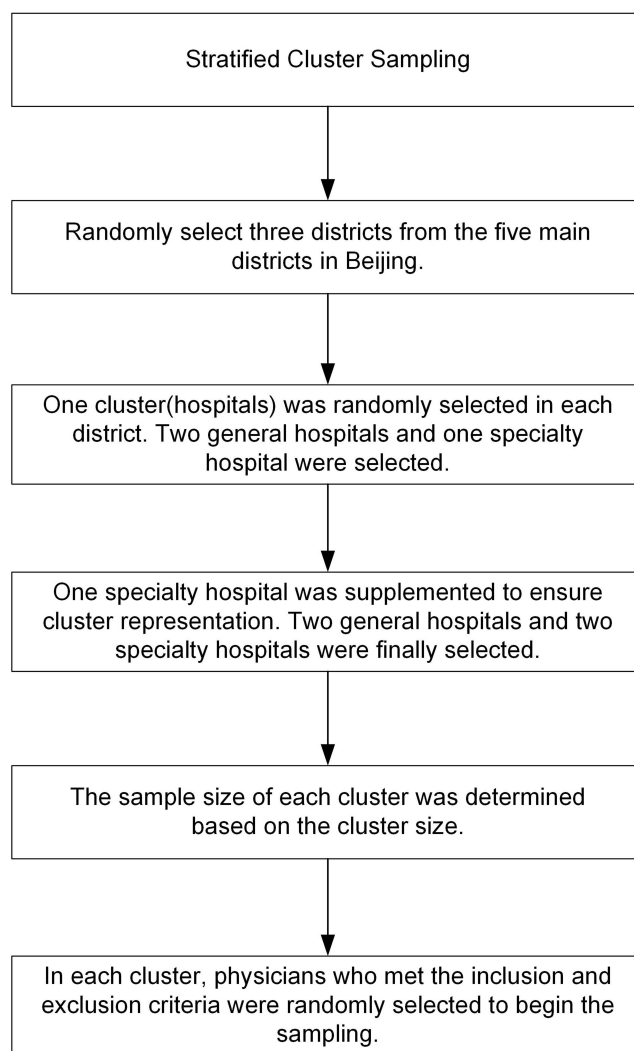 Stratified Cluster Sampling
Randomly select three districts from the five main
districts in Beijing.
One cluster(hospitals) was randomly selected in each
district. Two general hospitals and one specialty
hospital were selected.
One specialty hospital was supplemented to ensure
cluster representation. Two general hospitals and two
specialty hospitals were finally selected.
The sample size of each cluster was determined
based on the cluster size.
In each cluster, physicians who met the inclusion and
exclusion criteria were randomly selected to begin the
sampling.